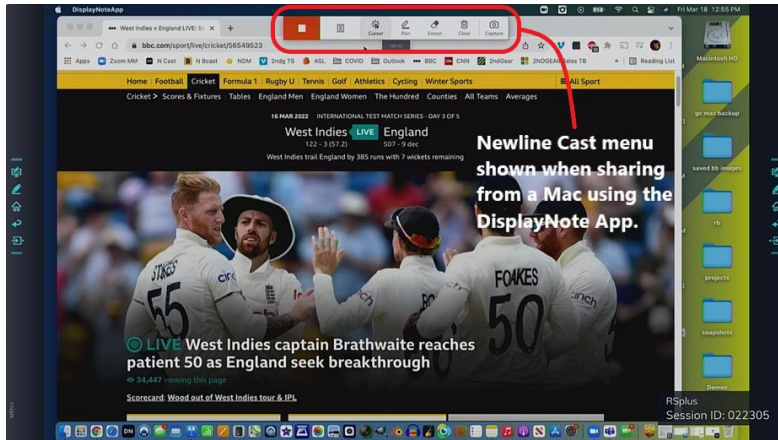 DisplayNoteApp
Fri Mar 18 12:55 PM
West Indies v England LIVE: S
Cursor
Pen
Eraser
Clear
Capture
MENU
bbc.com/sport/live/cricket/56549523
Apps
Zoom MM
N Cast
N Bcast
NDM
2ndg TS
ASL
COVID
Outlook
BBC
CNN
2ndGear
2NDGEAR Sales TB
Reading List
Home
Football
Cricket
Formula 1
Rugby U
Tennis
Golf
Athletics
Cycling
Winter Sports
All Sport
Cricket >
Scores & Fixtures
Tables
England Men
England Women
The Hundred
Counties
All Teams
Averages
16 MAR 2022 INTERNATIONAL TEST MATCH SERIES - DAY 3 OF 5
West Indies LIVE England
122 - 3 (57.2) 507 - 9 dec
West Indies trail England by 385 runs with 7 wickets remaining
Newline Cast menu
shown when sharing
from a Mac using the
DisplayNote App.
Macintosh HD
gc mac backup
saved bb images
rb
projects
snapshots
Demos
STOKES
55
cinch
FOAKES
50
cinch
LIVE West Indies captain Brathwaite reaches
patient 50 as England seek breakthrough
34,447 viewing this page
Scorecard; Wood out of West Indies tour & IPL
RSplus
Session ID: 022305